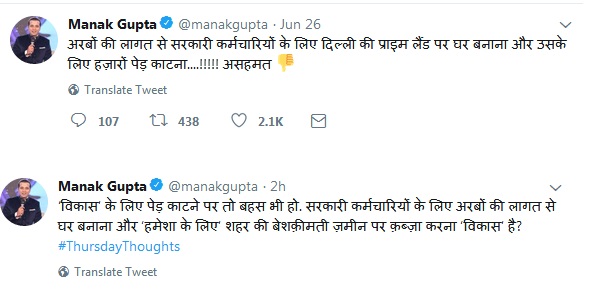 Manak Gupta @manakgupta · Jun 26
अरबों की लागत से सरकारी कर्मचारियों के लिए दिल्ली की प्राइम लैंड पर घर बनाना और उसके
लिए हज़ारों पेड़ काटना....!!!!! असहमत 👎
Translate Tweet
107 438 2.1K
Manak Gupta @manakgupta · 2h
‘विकास’ के लिए पेड़ काटने पर तो बहस भी हो. सरकारी कर्मचारियों के लिए अरबों की लागत से
घर बनाना और ‘हमेशा के लिए’ शहर की बेशक़ीमती ज़मीन पर क़ब्ज़ा करना ‘विकास’ है?
#ThursdayThoughts
Translate Tweet